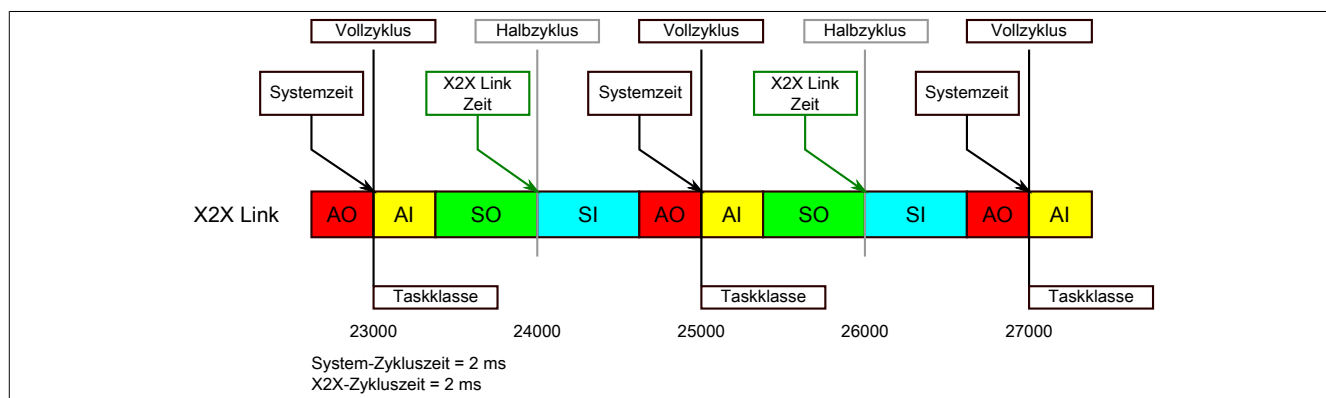 Vollzyklus Halbzyklus Vollzyklus Halbzyklus Vollzyklus
Systemzeit X2X Link Zeit Systemzeit X2X Link Zeit Systemzeit
X2X Link AO AI SO SI AO AI SO SI AO AI
Taskklasse Taskklasse Taskklasse
23000 24000 25000 26000 27000
System-Zykluszeit = 2 ms
X2X-Zykluszeit = 2 ms